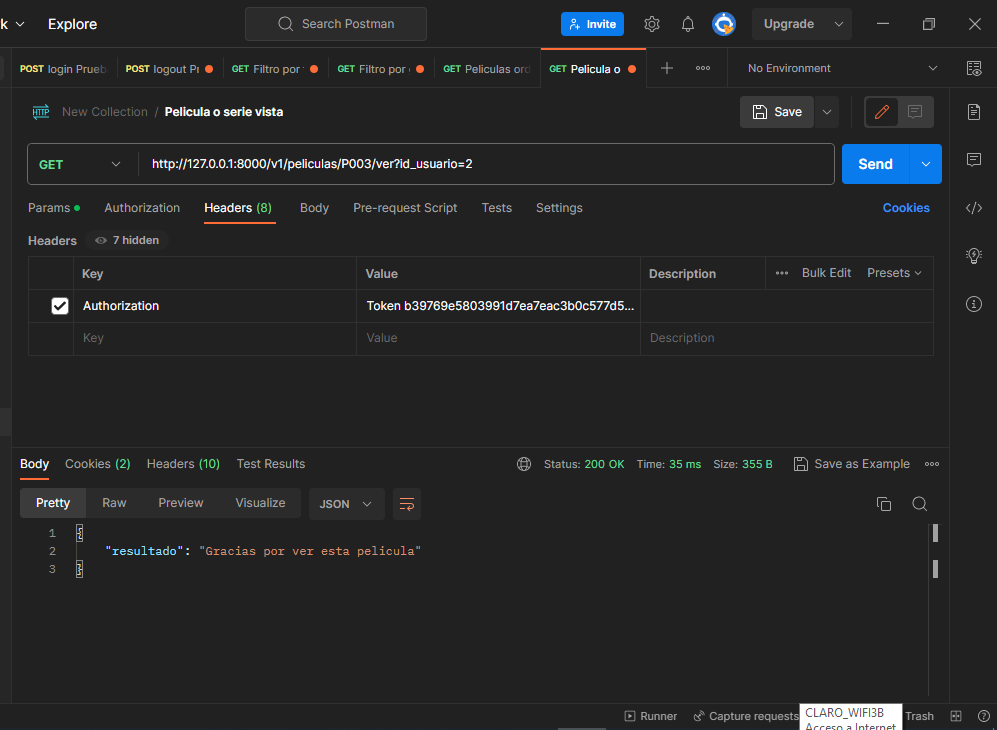 k Explore Search Postman Invite Upgrade
POST login Prueb POST logout Pr GET Filtro por GET Filtro por GET Peliculas ord GET Pelicula o No Environment
HTTP New Collection / Pelicula o serie vista Save
GET http://127.0.0.1:8000/v1/peliculas/P003/ver?id_usuario=2 Send
Params Authorization Headers (8) Body Pre-request Script Tests Settings Cookies
Headers 7 hidden
Key Value Description Bulk Edit Presets
Authorization Token b39769e5803991d7ea7eac3b0c577d5...
Key Value Description
Body Cookies (2) Headers (10) Test Results Status: 200 OK Time: 35 ms Size: 355 B Save as Example
Pretty Raw Preview Visualize JSON
1 {
2 "resultado": "Gracias por ver esta pelicula"
3 }
Runner Capture requests CLARO_WIFI3B Trash
Acceso a Internet